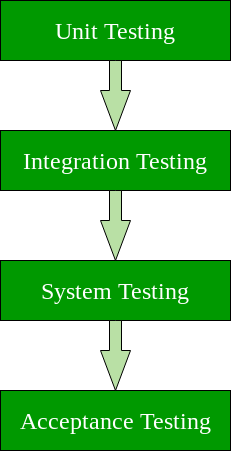 Unit Testing
Integration Testing
System Testing
Acceptance Testing